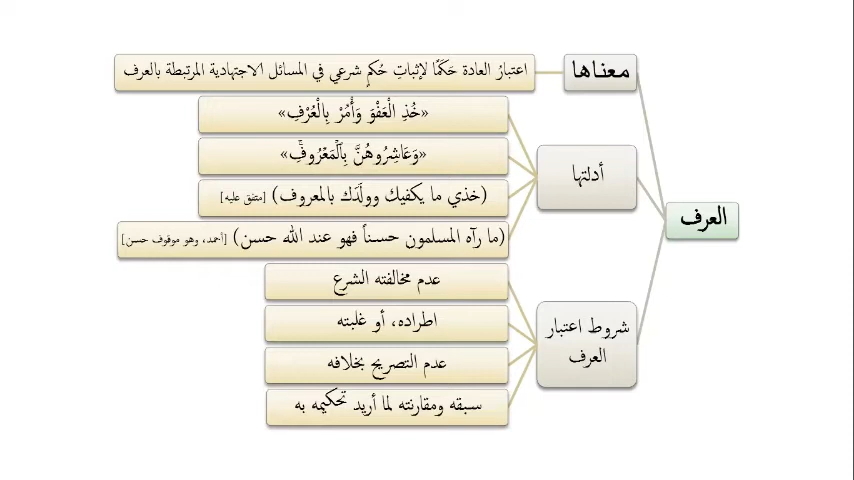 العرف
معناها
اعتبارُ العادة حَكَمًا لإثباتِ حُكمٍ شرعي في المسائل الاجتهادية المرتبطة بالعرف
أدلتها
«خُذِ الْعَفْوَ وَأْمُرْ بِالْعُرْفِ»
«وَعَاشِرُوهُنَّ بِٱلْمَعْرُوفِۚ»
(خذي ما يكفيك وولَدَك بالمعروف) [متفق عليه]
(ما رآه المسلمون حسناً فهو عند الله حسن) [أحمد، وهو موقوف حسن]
شروط اعتبار
العرف
عدم مخالفته الشرع
اطراده، أو غلبته
عدم التصريح بخلافه
سبقه ومقارنته لما أريد تحكيمه به